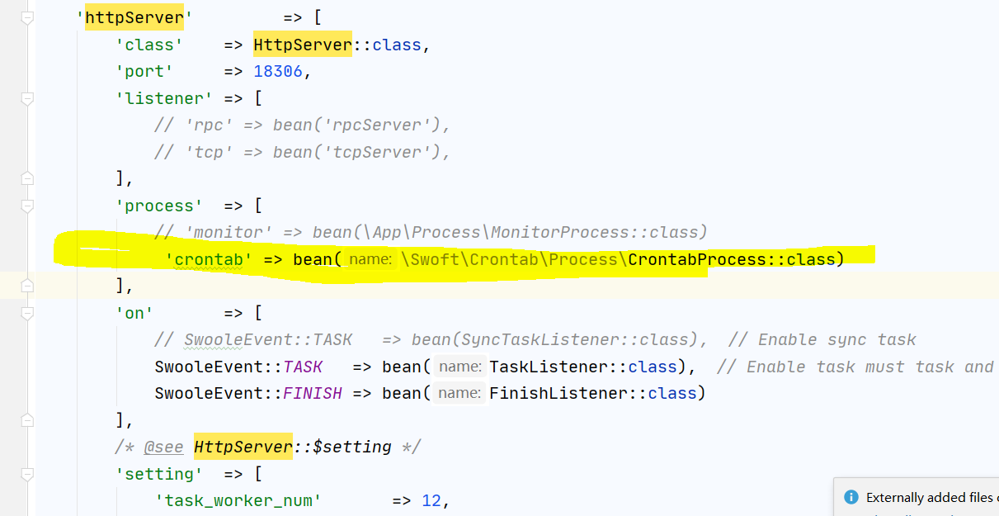 'httpServer' => [
'class' => HttpServer::class,
'port' => 18306,
'listener' => [
// 'rpc' => bean('rpcServer'),
// 'tcp' => bean('tcpServer'),
],
'process' => [
// 'monitor' => bean(\App\Process\MonitorProcess::class)
'crontab' => bean( name: \Swoft\Crontab\Process\CrontabProcess::class)
],
'on' => [
// SwooleEvent::TASK => bean(SyncTaskListener::class), // Enable sync task
SwooleEvent::TASK => bean( name: TaskListener::class), // Enable task must task and
SwooleEvent::FINISH => bean( name: FinishListener::class)
],
/* @see HttpServer::$setting */
'setting' => [
'task_worker_num' => 12,
Externally added files